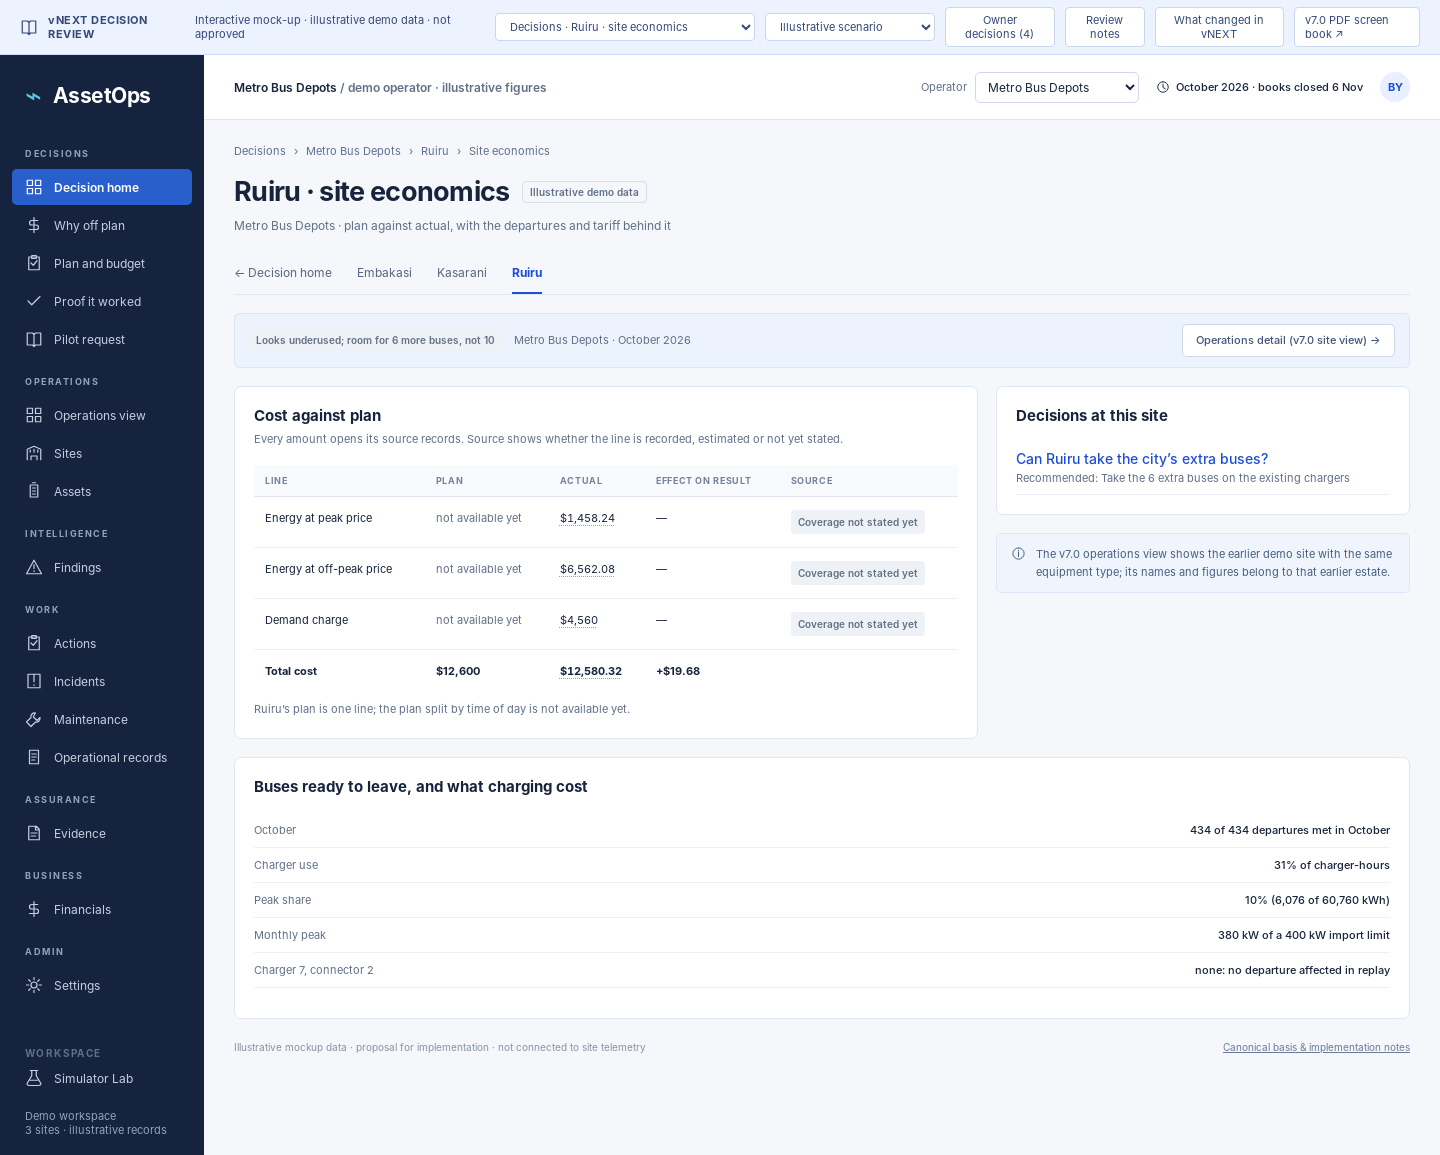 vNEXT DECISION
REVIEW
Interactive mock-up · illustrative demo data · not
approved
Decisions · Ruiru · site economics
Illustrative scenario
Owner
decisions (4)
Review
notes
What changed in
vNEXT
v7.0 PDF screen
book ↗
AssetOps
DECISIONS
Decision home
Why off plan
Plan and budget
Proof it worked
Pilot request
OPERATIONS
Operations view
Sites
Assets
INTELLIGENCE
Findings
WORK
Actions
Incidents
Maintenance
Operational records
ASSURANCE
Evidence
BUSINESS
Financials
ADMIN
Settings
WORKSPACE
Simulator Lab
Demo workspace
3 sites · illustrative records
Metro Bus Depots / demo operator · illustrative figures
Operator
Metro Bus Depots
October 2026 · books closed 6 Nov
BY
Decisions › Metro Bus Depots › Ruiru › Site economics
Ruiru · site economics
Illustrative demo data
Metro Bus Depots · plan against actual, with the departures and tariff behind it
← Decision home
Embakasi
Kasarani
Ruiru
Looks underused; room for 6 more buses, not 10
Metro Bus Depots · October 2026
Operations detail (v7.0 site view) →
Cost against plan
Every amount opens its source records. Source shows whether the line is recorded, estimated or not yet stated.
LINE PLAN ACTUAL EFFECT ON RESULT SOURCE
Energy at peak price not available yet $1,458.24 — Coverage not stated yet
Energy at off-peak price not available yet $6,562.08 — Coverage not stated yet
Demand charge not available yet $4,560 — Coverage not stated yet
Total cost $12,600 $12,580.32 +$19.68
Ruiru's plan is one line; the plan split by time of day is not available yet.
Decisions at this site
Can Ruiru take the city’s extra buses?
Recommended: Take the 6 extra buses on the existing chargers
The v7.0 operations view shows the earlier demo site with the same
equipment type; its names and figures belong to that earlier estate.
Buses ready to leave, and what charging cost
October 434 of 434 departures met in October
Charger use 31% of charger-hours
Peak share 10% (6,076 of 60,760 kWh)
Monthly peak 380 kW of a 400 kW import limit
Charger 7, connector 2 none: no departure affected in replay
Illustrative mockup data · proposal for implementation · not connected to site telemetry
Canonical basis & implementation notes